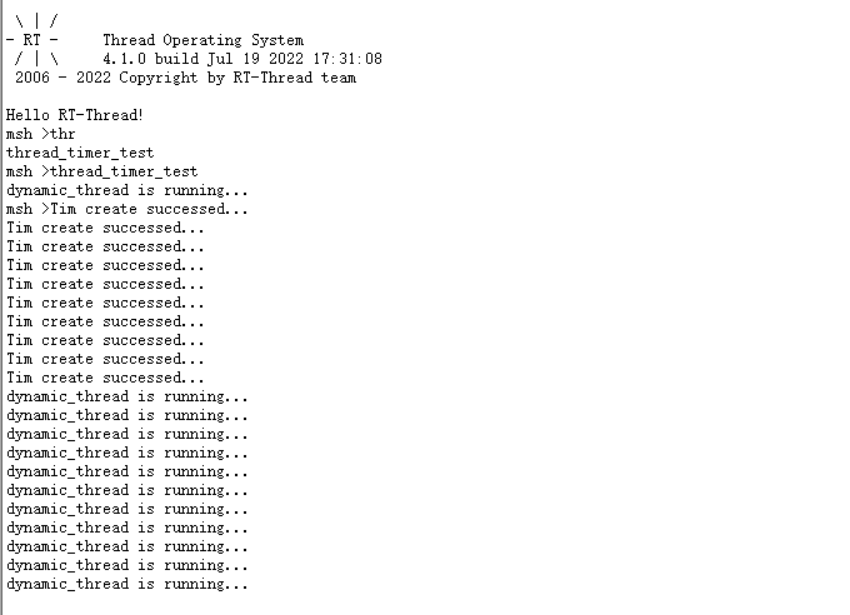 \ | /
- RT -     Thread Operating System
/ | \     4.1.0 build Jul 19 2022 17:31:08
2006 - 2022 Copyright by RT-Thread team
Hello RT-Thread!
msh >thr
thread_timer_test
msh >thread_timer_test
dynamic_thread is running...
msh >Tim create successed...
Tim create successed...
Tim create successed...
Tim create successed...
Tim create successed...
Tim create successed...
Tim create successed...
Tim create successed...
Tim create successed...
Tim create successed...
dynamic_thread is running...
dynamic_thread is running...
dynamic_thread is running...
dynamic_thread is running...
dynamic_thread is running...
dynamic_thread is running...
dynamic_thread is running...
dynamic_thread is running...
dynamic_thread is running...
dynamic_thread is running...
dynamic_thread is running...